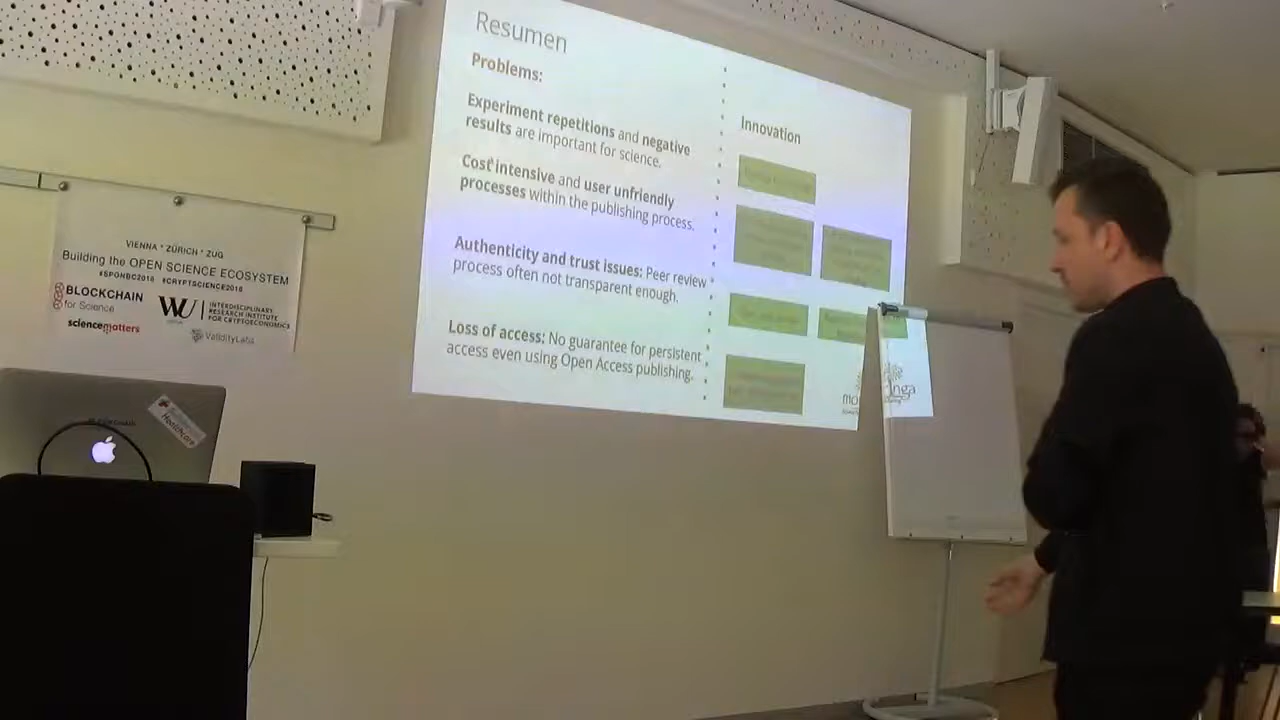 Resumen
Problems:
Experiment repetitions and negative
results are important for science.
Cost intensive and user unfriendly
processes within the publishing process.
Authenticity and trust issues: Peer review
process often not transparent enough.
Loss of access: No guarantee for persistent
access even using Open Access publishing.
Innovation
VIENNA * ZÜRICH * ZUG
Building the OPEN SCIENCE ECOSYSTEM
#SPONBC2018 #CRYPTSCIENCE2018
BLOCKCHAIN
for Science
WU
INTERDISCIPLINARY
RESEARCH INSTITUTE
FOR CRYPTOECONOMICS
sciencematters
ValidityLabs